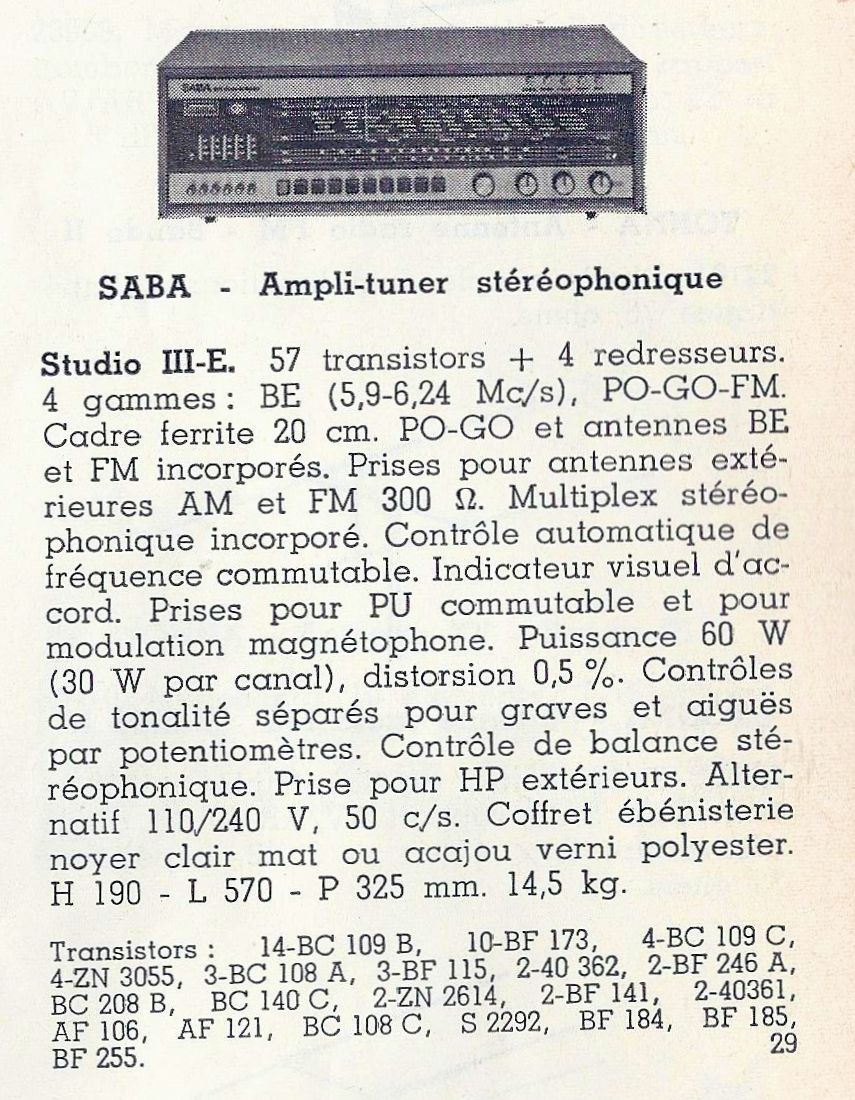 SABA
SABA - Ampli-tuner stéréophonique
Studio III-E. 57 transistors + 4 redresseurs.
4 gammes : BE (5,9-6,24 Mc/s), PO-GO-FM.
Cadre ferrite 20 cm. PO-GO et antennes BE
et FM incorporés. Prises pour antennes exté-
rieures AM et FM 300 Ω. Multiplex stéréo-
phonique incorporé. Contrôle automatique de
fréquence commutable. Indicateur visuel d'ac-
cord. Prises pour PU commutable et pour
modulation magnétophone. Puissance 60 W
(30 W par canal), distorsion 0,5 %. Contrôles
de tonalité séparés pour graves et aiguës
par potentiomètres. Contrôle de balance sté-
réophonique. Prise pour HP extérieurs. Alter-
natif 110/240 V, 50 c/s. Coffret ébénisterie
noyer clair mat ou acajou verni polyester.
H 190 - L 570 - P 325 mm. 14,5 kg.
Transistors : 14-BC 109 B, 10-BF 173, 4-BC 109 C,
4-ZN 3055, 3-BC 108 A, 3-BF 115, 2-40 362, 2-BF 246 A,
BC 208 B, BC 140 C, 2-ZN 2614, 2-BF 141, 2-40361,
AF 106, AF 121, BC 108 C, S 2292, BF 184, BF 185,
BF 255.
29